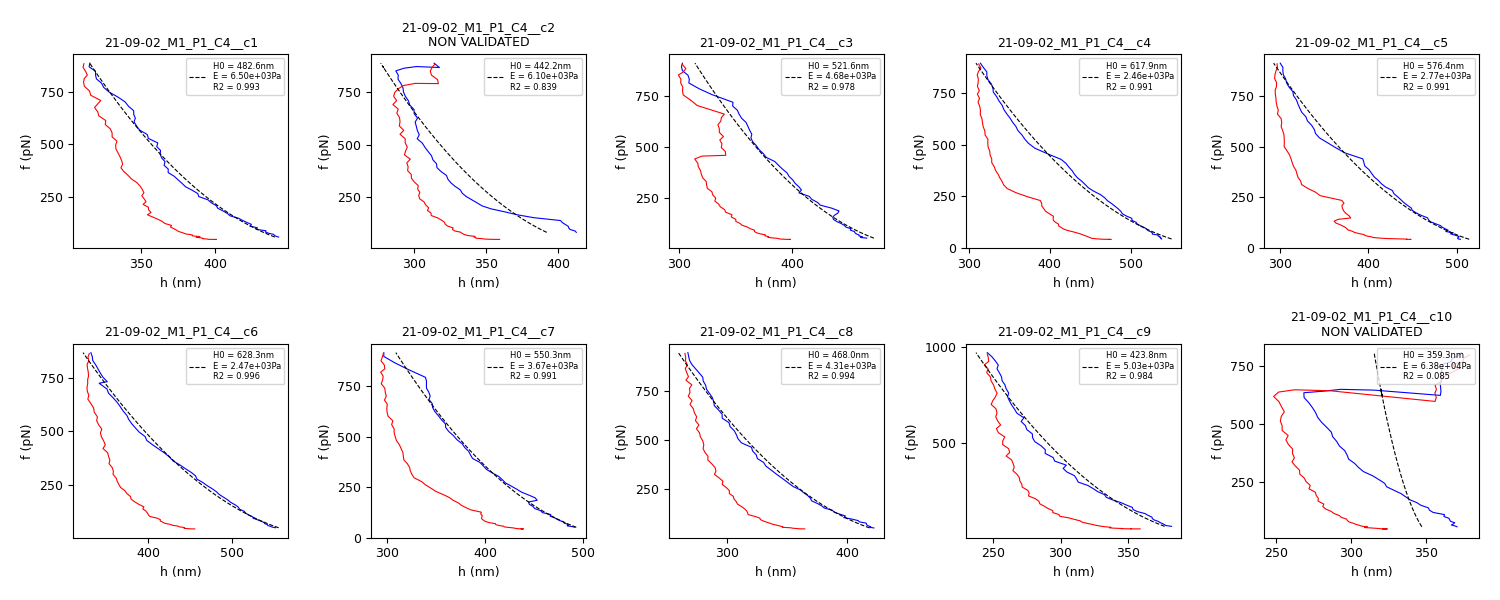 21-09-02_M1_P1_C4__c1
H0 = 482.6nm
E = 6.50e+03Pa
R2 = 0.993
f (pN)
750
500
250
350
400
h (nm)
21-09-02_M1_P1_C4__c2
NON VALIDATED
H0 = 442.2nm
E = 6.10e+03Pa
R2 = 0.839
f (pN)
750
500
250
300
350
400
h (nm)
21-09-02_M1_P1_C4__c3
H0 = 521.6nm
E = 4.68e+03Pa
R2 = 0.978
f (pN)
750
500
250
300
400
h (nm)
21-09-02_M1_P1_C4__c4
H0 = 617.9nm
E = 2.46e+03Pa
R2 = 0.991
f (pN)
750
500
250
0
300
400
500
h (nm)
21-09-02_M1_P1_C4__c5
H0 = 576.4nm
E = 2.77e+03Pa
R2 = 0.991
f (pN)
750
500
250
0
300
400
500
h (nm)
21-09-02_M1_P1_C4__c6
H0 = 628.3nm
E = 2.47e+03Pa
R2 = 0.996
f (pN)
750
500
250
400
500
h (nm)
21-09-02_M1_P1_C4__c7
H0 = 550.3nm
E = 3.67e+03Pa
R2 = 0.991
f (pN)
750
500
250
0
300
400
500
h (nm)
21-09-02_M1_P1_C4__c8
H0 = 468.0nm
E = 4.31e+03Pa
R2 = 0.994
f (pN)
750
500
250
300
400
h (nm)
21-09-02_M1_P1_C4__c9
H0 = 423.8nm
E = 5.03e+03Pa
R2 = 0.984
f (pN)
1000
500
250
300
350
h (nm)
21-09-02_M1_P1_C4__c10
NON VALIDATED
H0 = 359.3nm
E = 6.38e+04Pa
R2 = 0.085
f (pN)
750
500
250
250
300
350
h (nm)